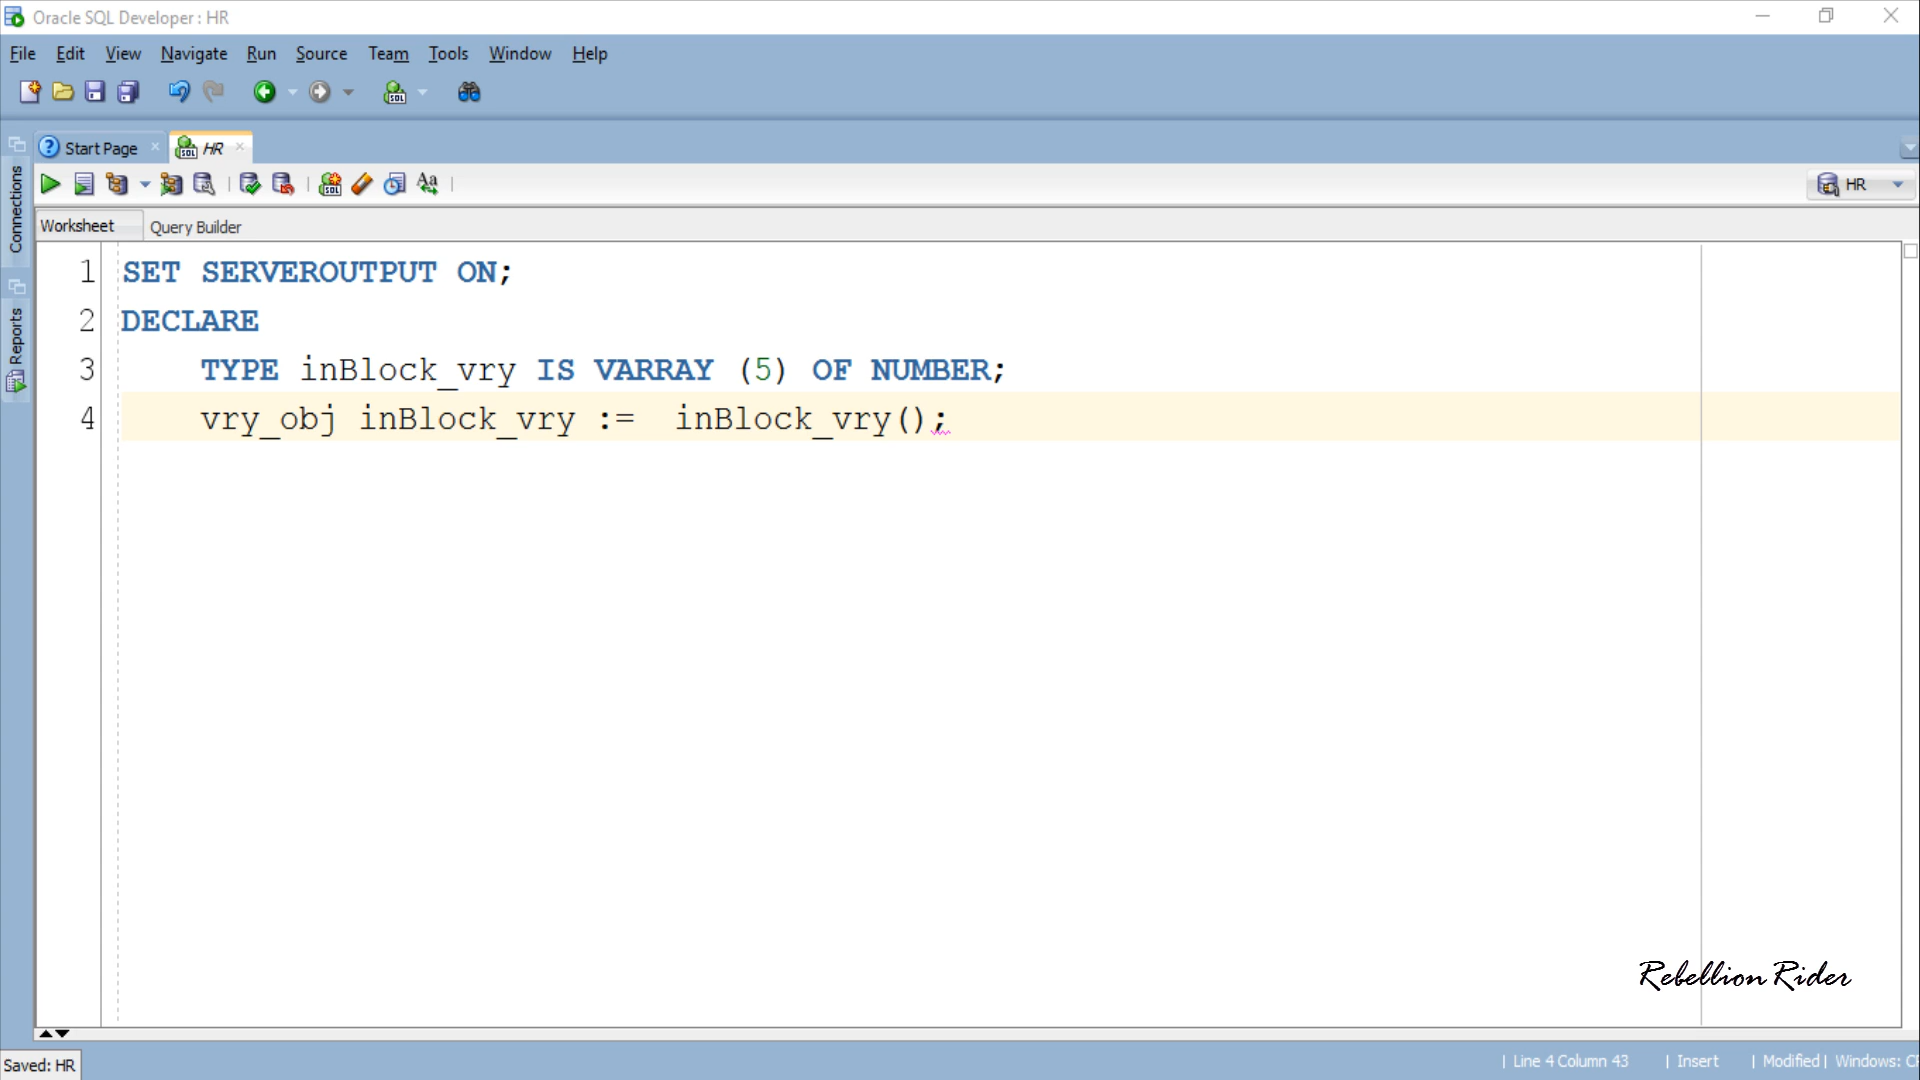 Oracle SQL Developer : HR
File Edit View Navigate Run Source Team Tools Window Help
Start Page HR
HR
Connections
Reports
Worksheet Query Builder
1 SET SERVEROUTPUT ON;
2 DECLARE
3 TYPE inBlock_vry IS VARRAY (5) OF NUMBER;
4 vry_obj inBlock_vry := inBlock_vry();
Rebellion Rider
Saved: HR
| Line 4 Column 43 | Insert | Modified | Windows: CF